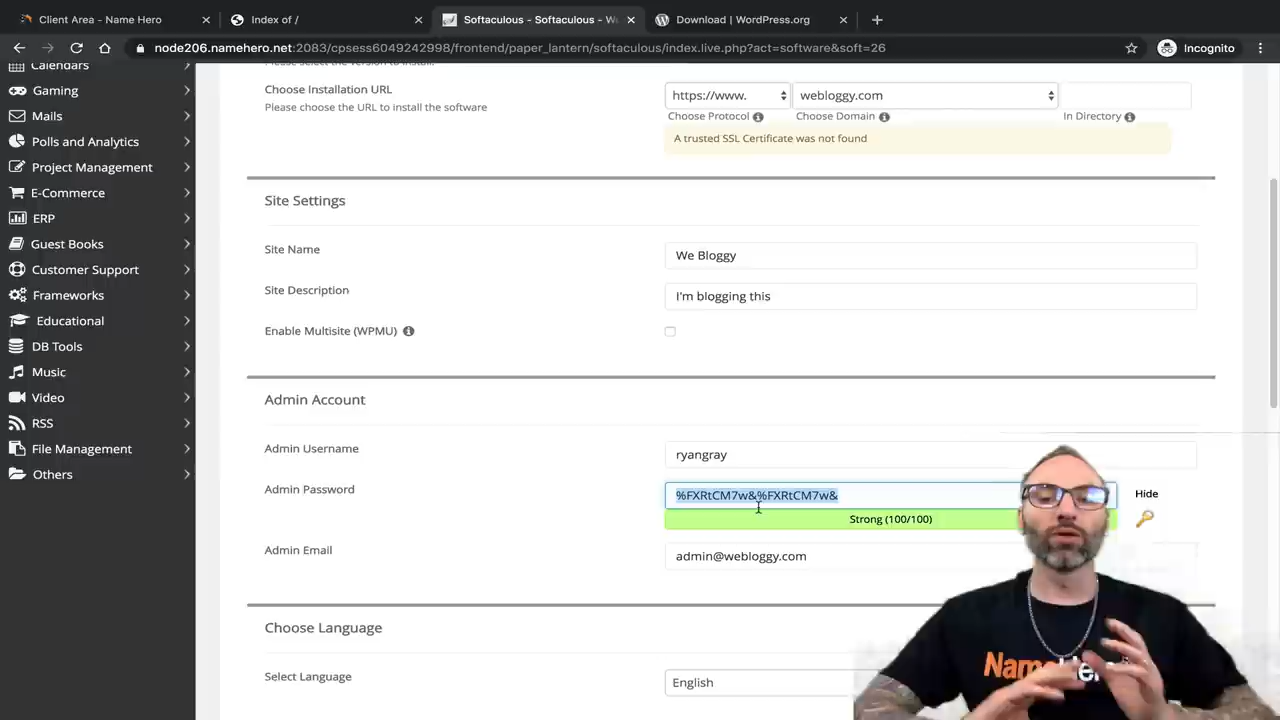 Client Area - Name Hero
Index of /
Softaculous - Softaculous - W
Download | WordPress.org
node206.namehero.net:2083/cpsess6049242998/frontend/paper_lantern/softaculous/index.live.php?act=software&soft=26
Incognito
Calendars
Gaming
Mails
Polls and Analytics
Project Management
E-Commerce
ERP
Guest Books
Customer Support
Frameworks
Educational
DB Tools
Music
Video
RSS
File Management
Others
Please select the version to install.
Choose Installation URL
Please choose the URL to install the software
https://www.
webloggy.com
Choose Protocol
Choose Domain
In Directory
A trusted SSL Certificate was not found
Site Settings
Site Name
We Bloggy
Site Description
I'm blogging this
Enable Multisite (WPMU)
Admin Account
Admin Username
ryangray
Admin Password
%FXRtCM7w&%FXRtCM7w&
Hide
Strong (100/100)
Admin Email
admin@webloggy.com
Choose Language
Select Language
English